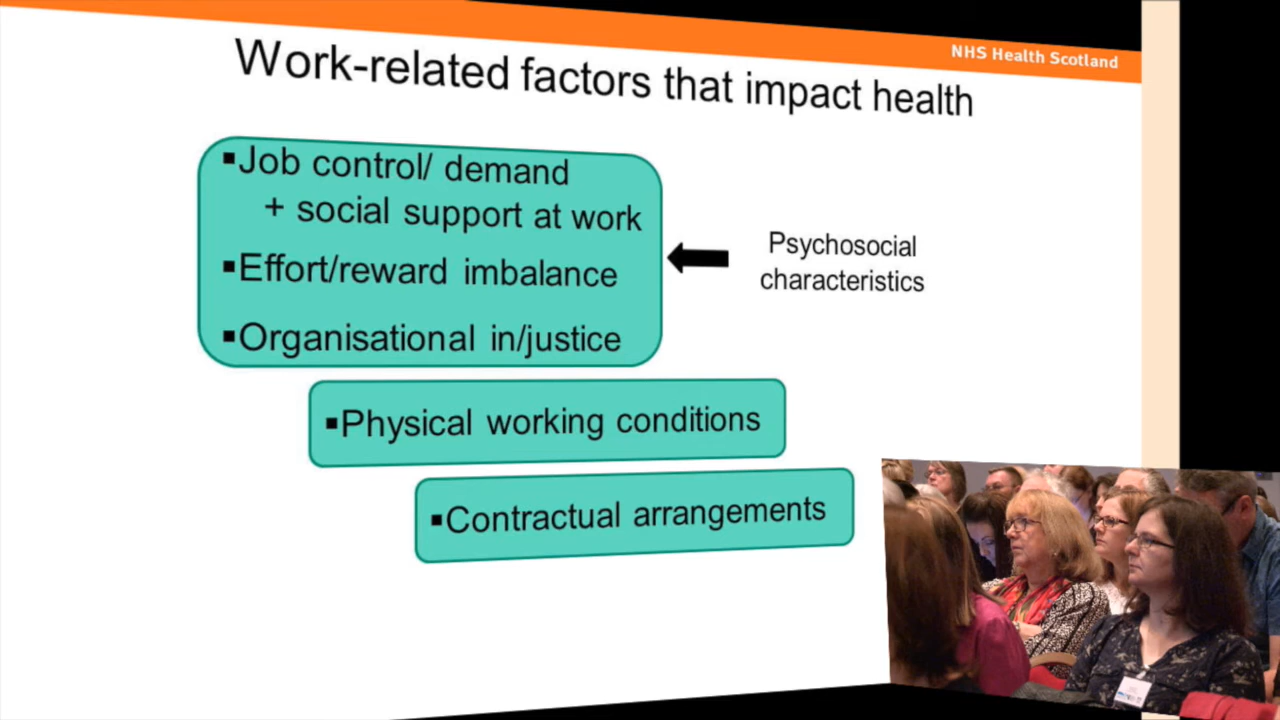 NHS Health Scotland
Work-related factors that impact health
▪Job control/ demand
+ social support at work
▪Effort/reward imbalance
▪Organisational in/justice
Psychosocial
characteristics
▪Physical working conditions
▪Contractual arrangements